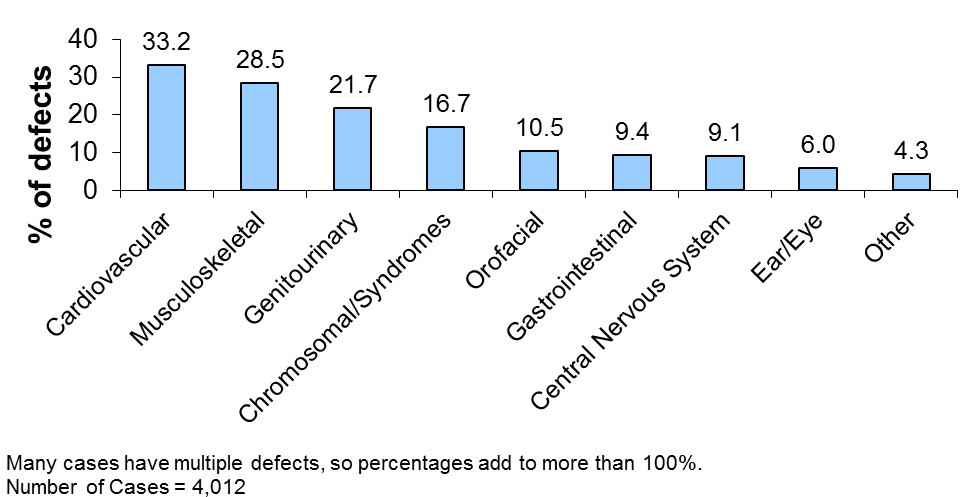 % of defects
40
30
20
10
0
33.2
28.5
21.7
16.7
10.5
9.4
9.1
6.0
4.3
Cardiovascular
Musculoskeletal
Genitourinary
Chromosomal/Syndromes
Orofacial
Gastrointestinal
Central Nervous System
Ear/Eye
Other
Many cases have multiple defects, so percentages add to more than 100%.
Number of Cases = 4,012